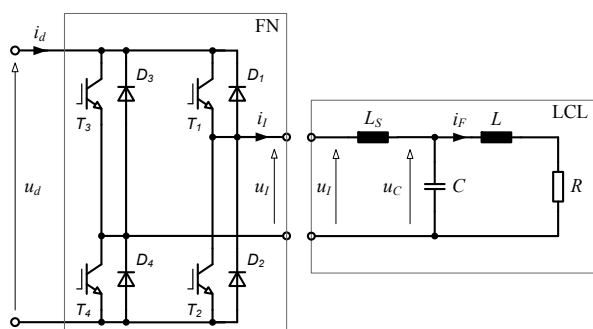 FN
i_d
D_3
D_1
T_3
T_1
i_I
LCL
L_S
i_F
L
u_d
u_I
u_I
u_C
C
R
D_4
D_2
T_4
T_2